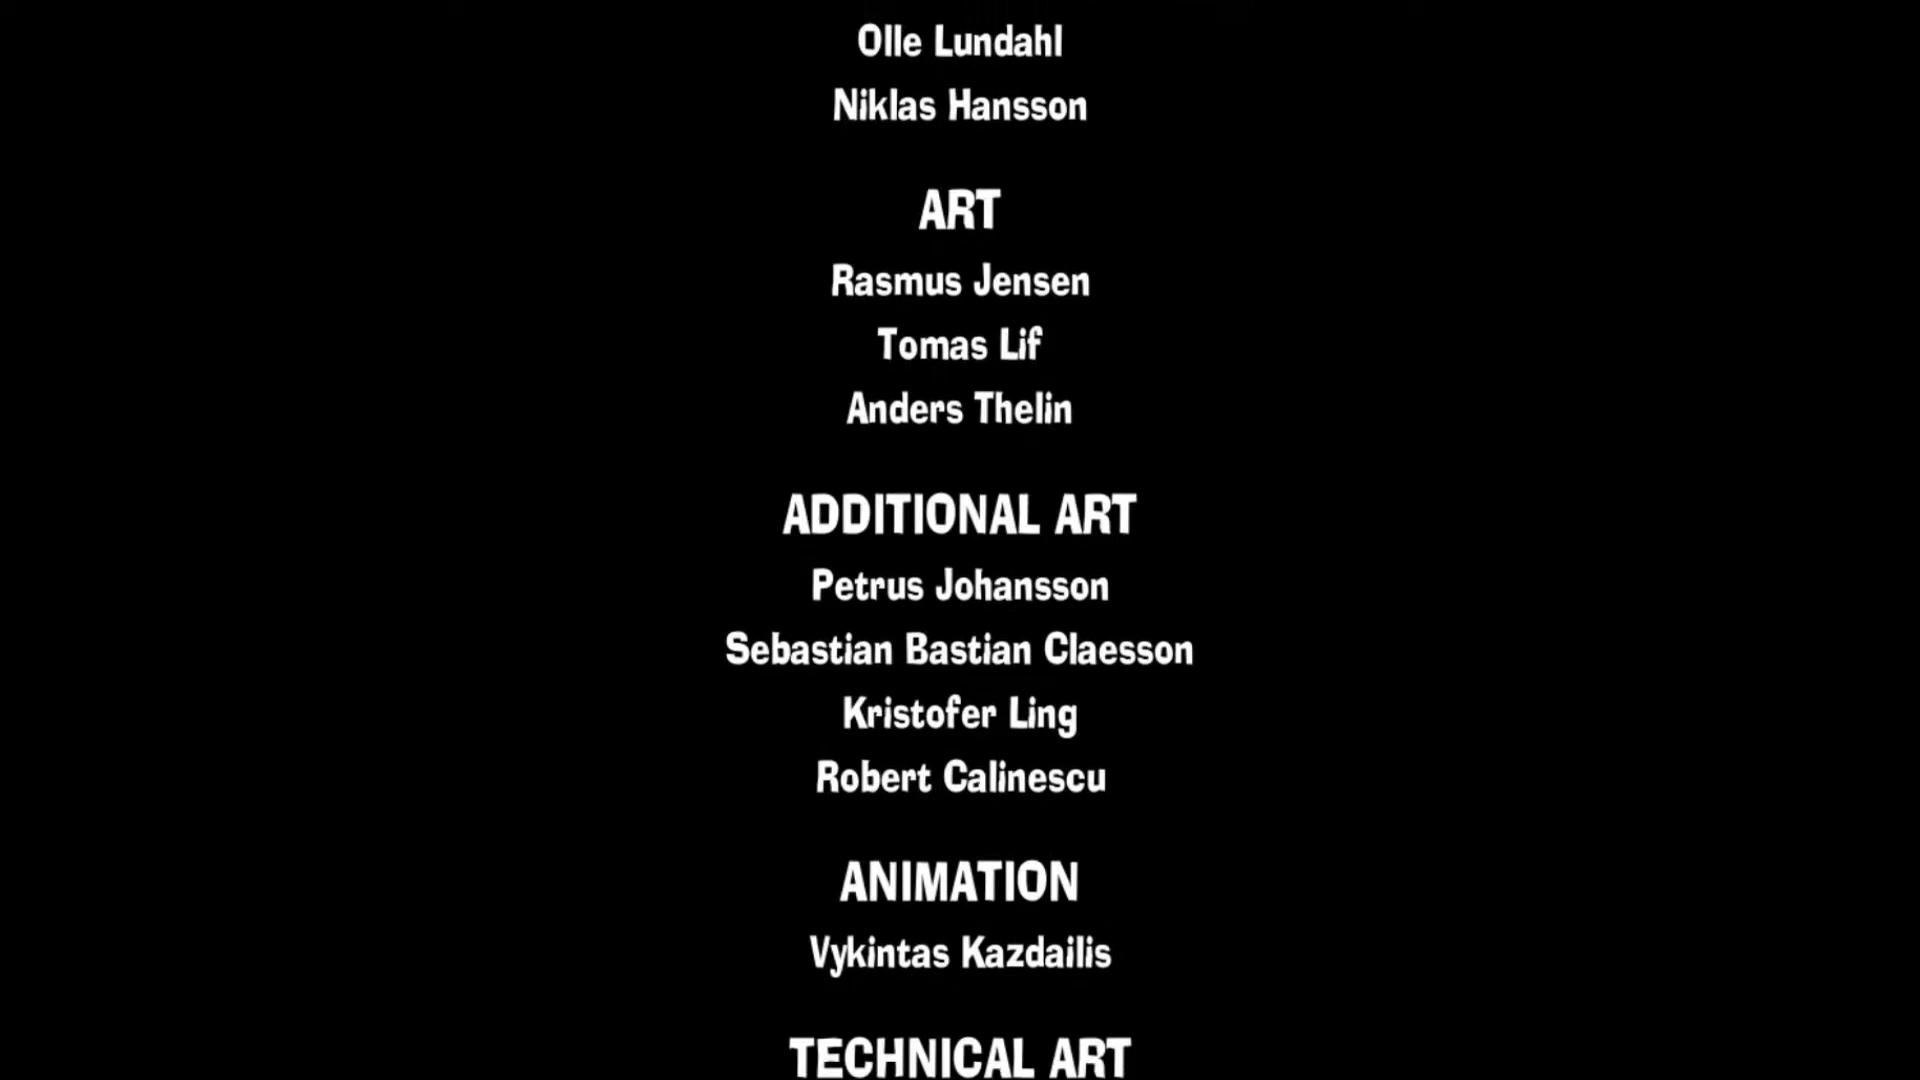 Olle Lundahl
Niklas Hansson
ART
Rasmus Jensen
Tomas Lif
Anders Thelin
ADDITIONAL ART
Petrus Johansson
Sebastian Bastian Claesson
Kristofer Ling
Robert Calinescu
ANIMATION
Vykintas Kazdailis
TECHNICAL ART